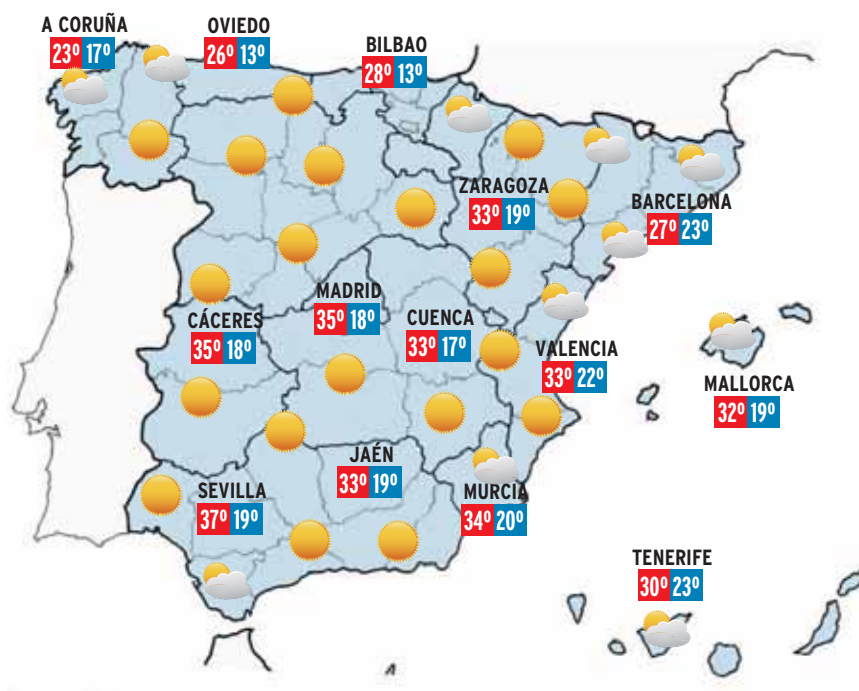 A CORUÑA
23º 17º
OVIEDO
26º 13º
BILBAO
28º 13º
ZARAGOZA
33º 19º
BARCELONA
27º 23º
MADRID
35º 18º
CÁCERES
35º 18º
CUENCA
33º 17º
VALENCIA
33º 22º
MALLORCA
32º 19º
JAÉN
33º 19º
SEVILLA
37º 19º
MURCIA
34º 20º
TENERIFE
30º 23º